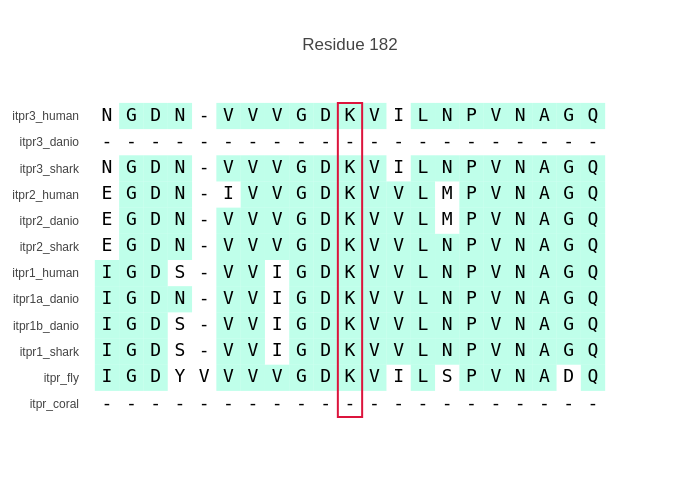 Residue 182
itpr3_human N G D N - V V V G D K V I L N P V N A G Q
itpr3_danio - - - - - - - - - - - - - - - - - - - - -
itpr3_shark N G D N - V V V G D K V I L N P V N A G Q
itpr2_human E G D N - I V V G D K V V L M P V N A G Q
itpr2_danio E G D N - V V V G D K V V L M P V N A G Q
itpr2_shark E G D N - V V V G D K V V L N P V N A G Q
itpr1_human I G D S - V V I G D K V V L N P V N A G Q
itpr1a_danio I G D N - V V I G D K V V L N P V N A G Q
itpr1b_danio I G D S - V V I G D K V V L N P V N A G Q
itpr1_shark I G D S - V V I G D K V V L N P V N A G Q
itpr_fly I G D Y V V V V G D K V I L S P V N A D Q
itpr_coral - - - - - - - - - - - - - - - - - - - - -